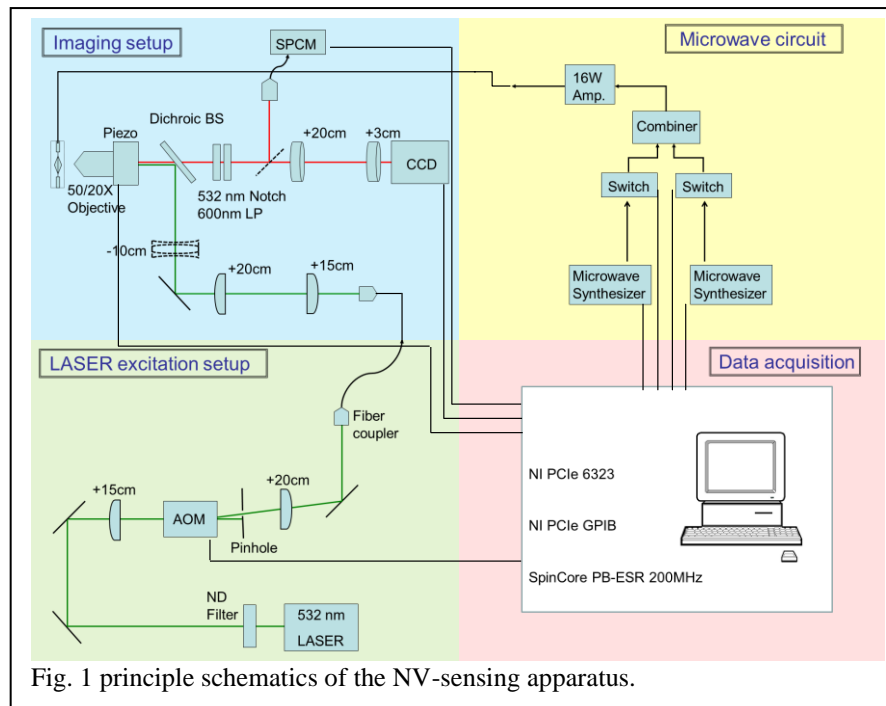 Imaging setup
SPCM
Microwave circuit
16W
Amp.
Dichroic BS
+20cm
+3cm
Combiner
Piezo
CCD
50/20X
Objective
532 nm Notch
600nm LP
Switch
Switch
-10cm
+20cm
+15cm
Microwave
Synthesizer
Microwave
Synthesizer
LASER excitation setup
Data acquisition
Fiber
coupler
+15cm
+20cm
AOM
Pinhole
NI PCIe 6323
NI PCIe GPIB
SpinCore PB-ESR 200MHz
ND
Filter
532 nm
LASER
Fig. 1 principle schematics of the NV-sensing apparatus.